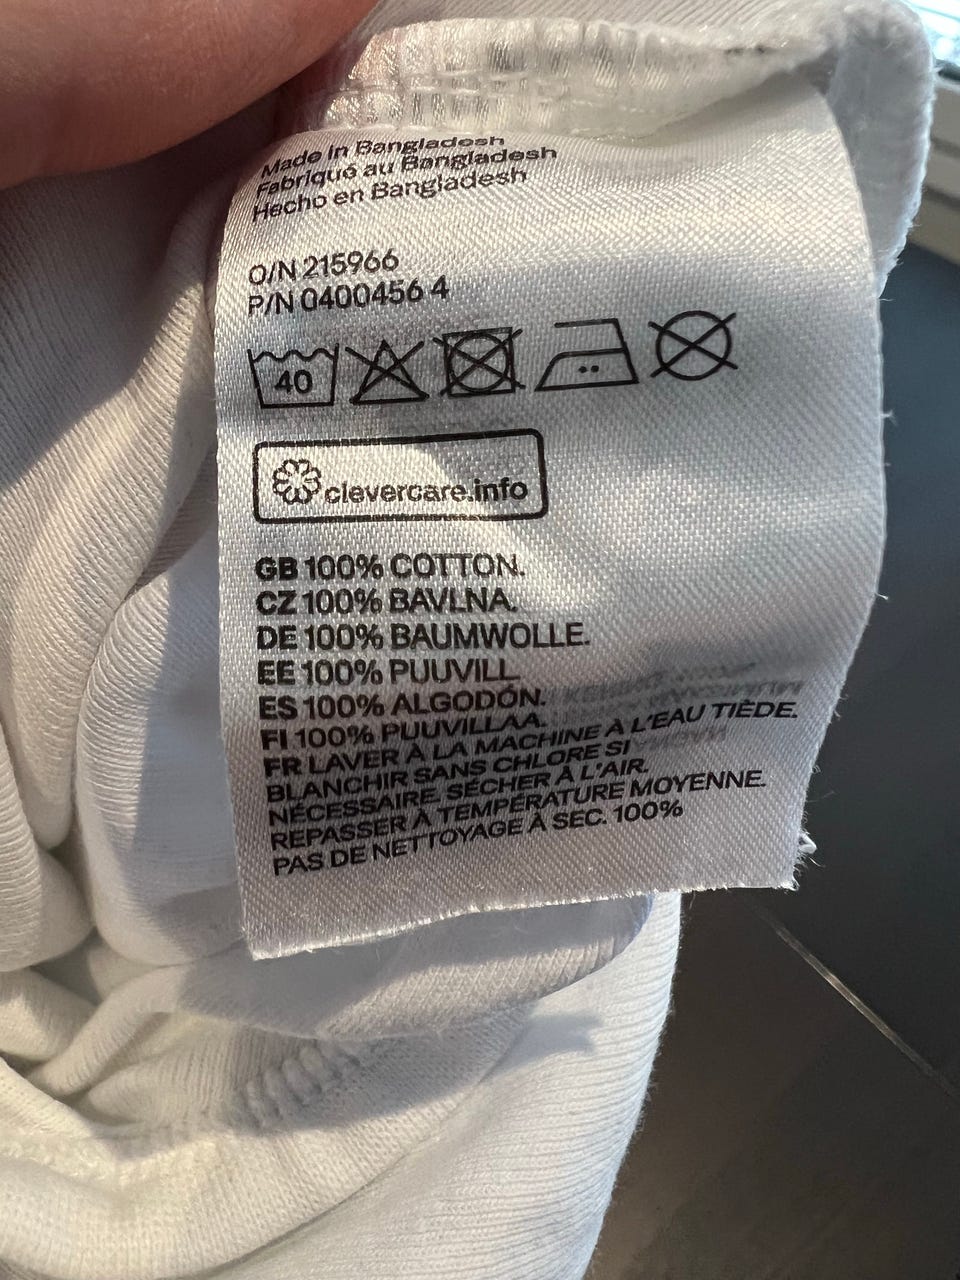 Made in Bangladesh
Fabriqué au Bangladesh
Hecho en Bangladesh
O/N 215966
P/N 0400456 4
40
clevercare.info
GB 100% COTTON.
CZ 100% BAVLNA.
DE 100% BAUMWOLLE.
EE 100% PUUVILL
ES 100% ALGODÓN.
FI 100% PUUVILLAA.
FR LAVER À LA MACHINE À L'EAU TIÈDE.
BLANCHIR SANS CHLORE SI
NÉCESSAIRE. SÉCHER À L'AIR.
REPASSER À TEMPÉRATURE MOYENNE.
PAS DE NETTOYAGE À SEC. 100%